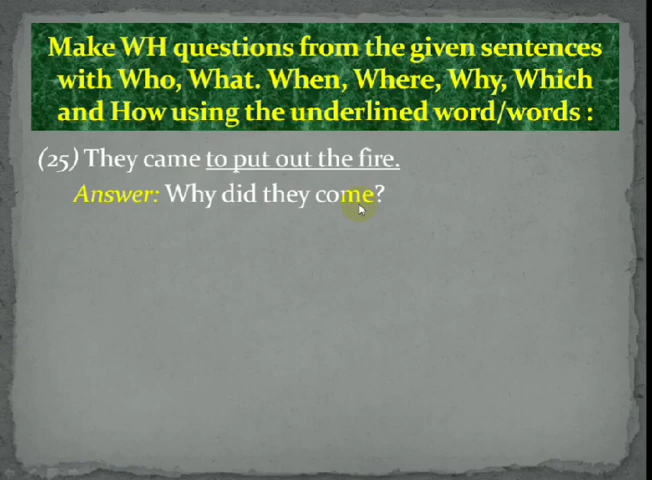 Make WH questions from the given sentences
with Who, What. When, Where, Why, Which
and How using the underlined word/words :
(25) They came to put out the fire.
Answer: Why did they come?